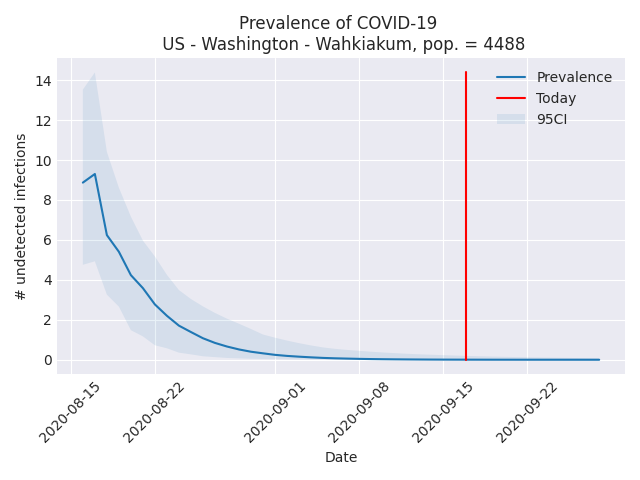 Prevalence of COVID-19
US - Washington - Wahkiakum, pop. = 4488
Prevalence
Today
95CI
# undetected infections
14
12
10
8
6
4
2
0
2020-08-15
2020-08-22
2020-09-01
2020-09-08
2020-09-15
2020-09-22
Date